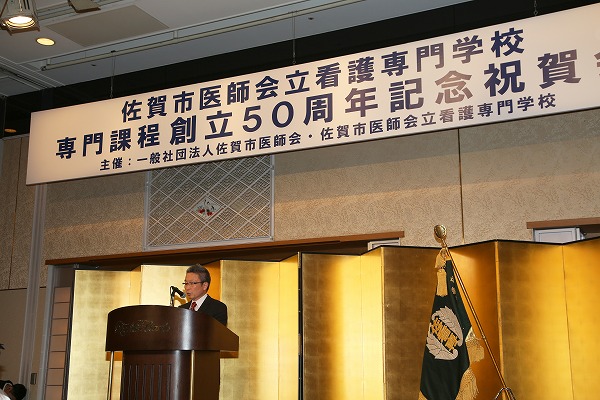 佐賀市医師会立看護専門学校
専門課程創立50周年記念祝賀会
主催：一般社団法人佐賀市医師会・佐賀市医師会立看護専門学校